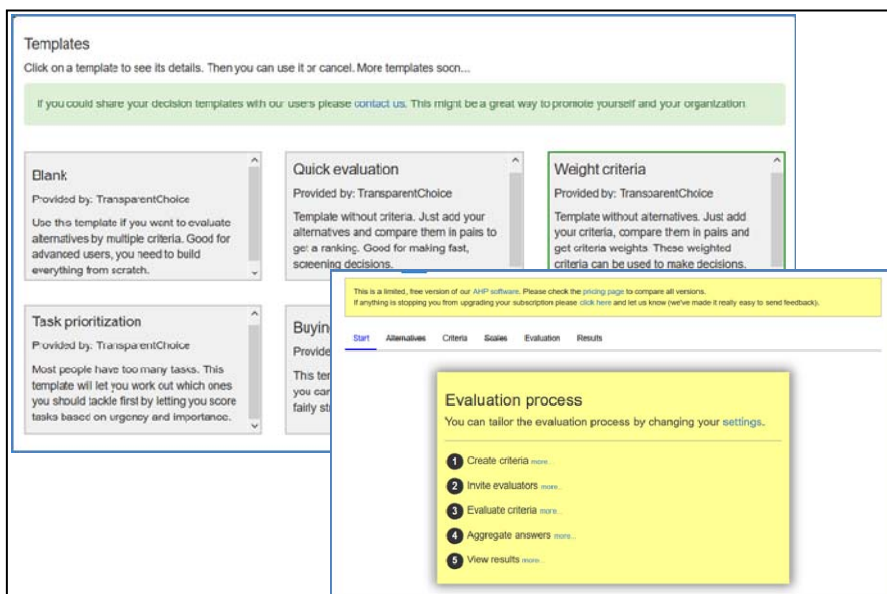 Templates
Click on a template to see its details. Then you can use it or cancel. More templates soon...
If you could share your decision templates with our users please contact us. This might be a great way to promote yourself and your organization.
Blank
Provided by: TransparentChoice
Use this template if you want to evaluate
alternatives by multiple criteria. Good for
advanced users, you need to build
everything from scratch.
Quick evaluation
Provided by: TransparentChoice
Template without criteria. Just add your
alternatives and compare them in pairs to
get a ranking. Good for making fast,
screening decisions.
Weight criteria
Provided by: TransparentChoice
Template without alternatives. Just add
your criteria, compare them in pairs and
get criteria weights. These weighted
criteria can be used to make decisions.
Task prioritization
Provided by: TransparentChoice
Most people have too many tasks. This
template will let you work out which ones
you should tackle first by letting you score
tasks based on urgency and importance.
Buyin
Provide
This ter
you can
fairly str
This is a limited, free version of our AHP software. Please check the pricing page to compare all versions.
If anything is stopping you from upgrading your subscription please click here and let us know (we've made it really easy to send feedback).
Start Alternatives Criteria Scales Evaluation Results
Evaluation process
You can tailor the evaluation process by changing your settings.
1 Create criteria more...
2 Invite evaluators more...
3 Evaluate criteria more...
4 Aggregate answers more...
5 View results more...